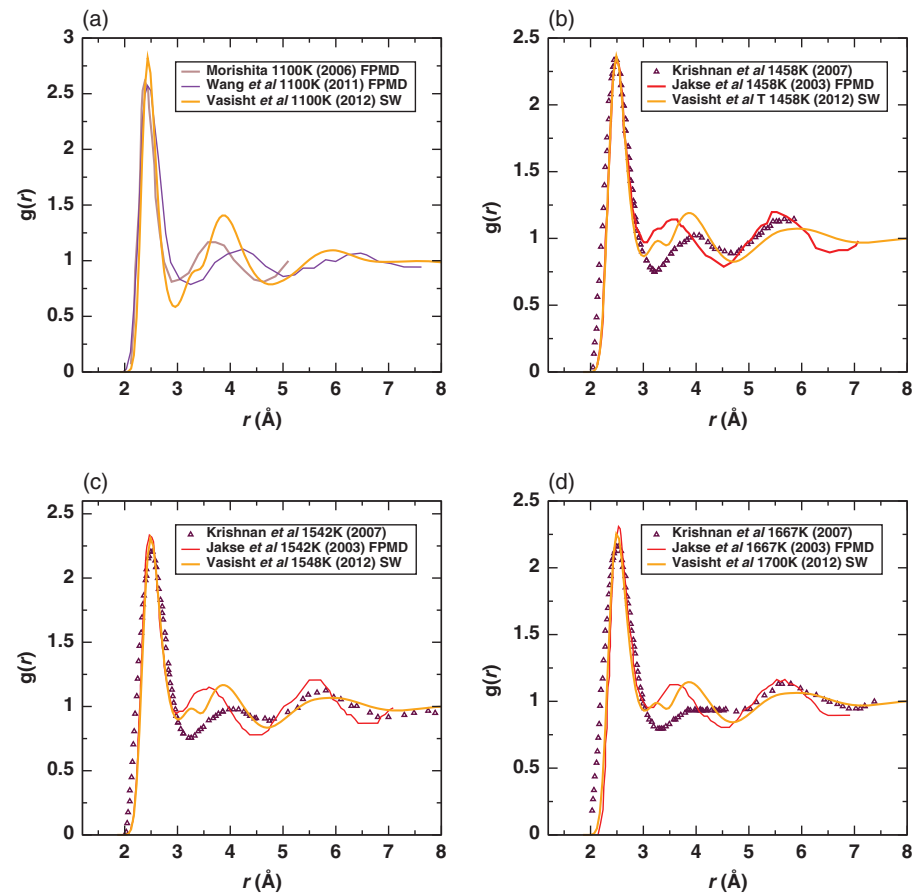 (a)
3
2.5
2
1.5
1
0.5
0
g(r)
Morishita 1100K (2006) FPMD
Wang et al 1100K (2011) FPMD
Vasisht et al 1100K (2012) SW
2 3 4 5 6 7 8
r (Å)
(b)
2.5
2
1.5
1
0.5
0
g(r)
Krishnan et al 1458K (2007)
Jakse et al 1458K (2003) FPMD
Vasisht et al T 1458K (2012) SW
2 3 4 5 6 7 8
r (Å)
(c)
2.5
2
1.5
1
0.5
0
g(r)
Krishnan et al 1542K (2007)
Jakse et al 1542K (2003) FPMD
Vasisht et al 1548K (2012) SW
2 3 4 5 6 7 8
r (Å)
(d)
2.5
2
1.5
1
0.5
0
g(r)
Krishnan et al 1667K (2007)
Jakse et al 1667K (2003) FPMD
Vasisht et al 1700K (2012) SW
2 3 4 5 6 7 8
r (Å)